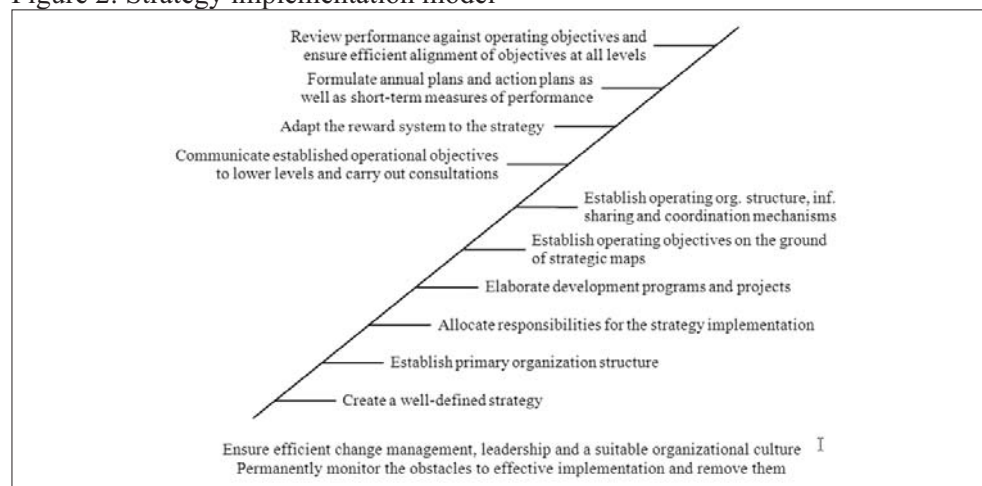 Figure 2. Strategy implementation model
Review performance against operating objectives and
ensure efficient alignment of objectives at all levels
Formulate annual plans and action plans as
well as short-term measures of performance
Adapt the reward system to the strategy
Communicate established operational objectives
to lower levels and carry out consultations
Establish operating org. structure, inf.
sharing and coordination mechanisms
Establish operating objectives on the ground
of strategic maps
Elaborate development programs and projects
Allocate responsibilities for the strategy implementation
Establish primary organization structure
Create a well-defined strategy
Ensure efficient change management, leadership and a suitable organizational culture
Permanently monitor the obstacles to effective implementation and remove them